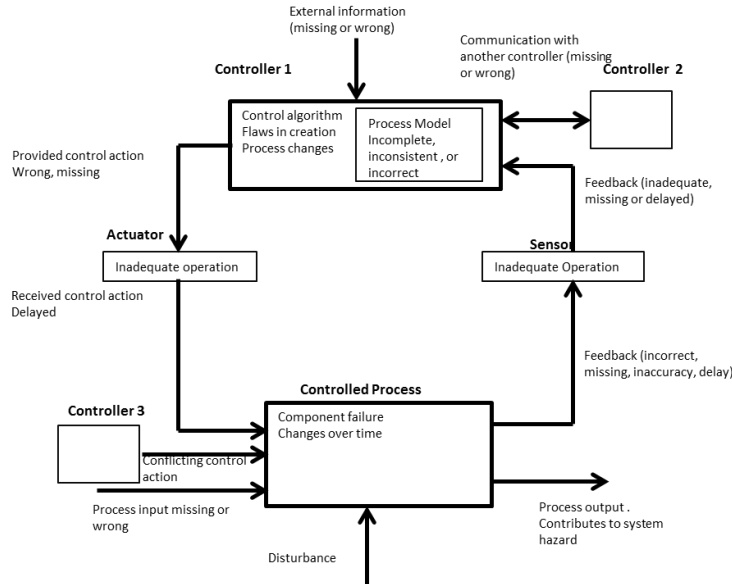 External information
(missing or wrong)
Communication with
another controller (missing
or wrong)
Controller 1
Controller 2
Control algorithm
Flaws in creation
Process changes
Process Model
Incomplete,
inconsistent , or
incorrect
Provided control action
Wrong, missing
Feedback (inadequate,
missing or delayed)
Actuator
Sensor
Inadequate operation
Inadequate Operation
Received control action
Delayed
Feedback (incorrect,
missing, inaccuracy, delay)
Controlled Process
Controller 3
Component failure
Changes over time
Conflicting control
action
Process input missing or
wrong
Process output .
Contributes to system
hazard
Disturbance